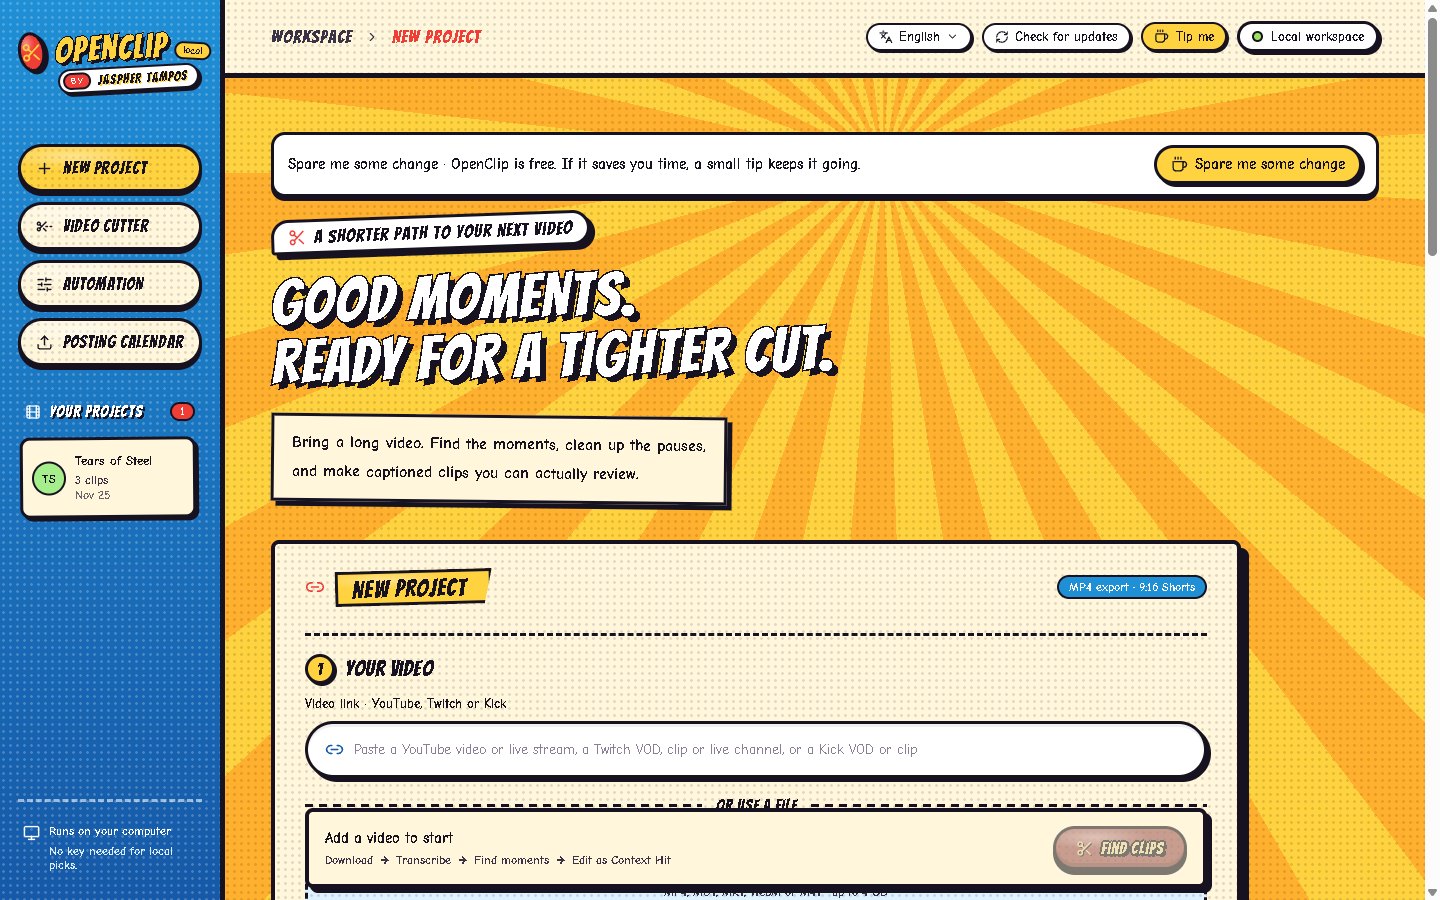 OPENCLIP
local
BY JASPHER TAMPOS
NEW PROJECT
VIDEO CUTTER
AUTOMATION
POSTING CALENDAR
YOUR PROJECTS
1
TS
Tears of Steel
3 clips
Nov 25
Runs on your computer
No key needed for local
picks.
WORKSPACE > NEW PROJECT
English
Check for updates
Tip me
Local workspace
Spare me some change · OpenClip is free. If it saves you time, a small tip keeps it going.
Spare me some change
A SHORTER PATH TO YOUR NEXT VIDEO
GOOD MOMENTS.
READY FOR A TIGHTER CUT.
Bring a long video. Find the moments, clean up the pauses,
and make captioned clips you can actually review.
NEW PROJECT
MP4 export · 9:16 Shorts
1 YOUR VIDEO
Video link · YouTube, Twitch or Kick
Paste a YouTube video or live stream, a Twitch VOD, clip or live channel, or a Kick VOD or clip
OR USE A FILE
Add a video to start
Download → Transcribe → Find moments → Edit as Context Hit
FIND CLIPS